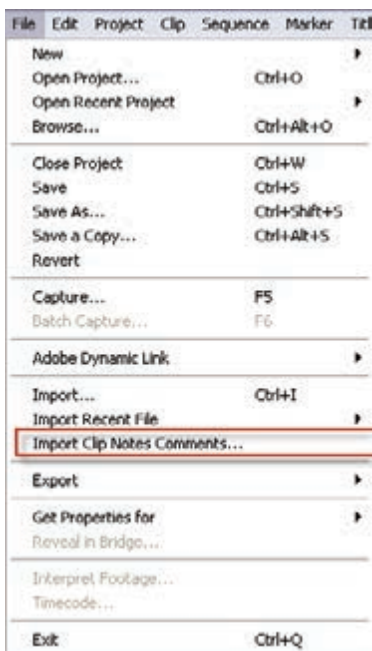 File Edit Project Clip Sequence Marker Titl
New
Open Project... Ctrl+O
Open Recent Project
Browse... Ctrl+Alt+O
Close Project Ctrl+W
Save Ctrl+S
Save As... Ctrl+Shift+S
Save a Copy... Ctrl+Alt+S
Revert
Capture... F5
Batch Capture... F6
Adobe Dynamic Link
Import... Ctrl+I
Import Recent File
Import Clip Notes Comments...
Export
Get Properties for
Reveal in Bridge...
Interpret Footage...
Timecode...
Exit Ctrl+Q